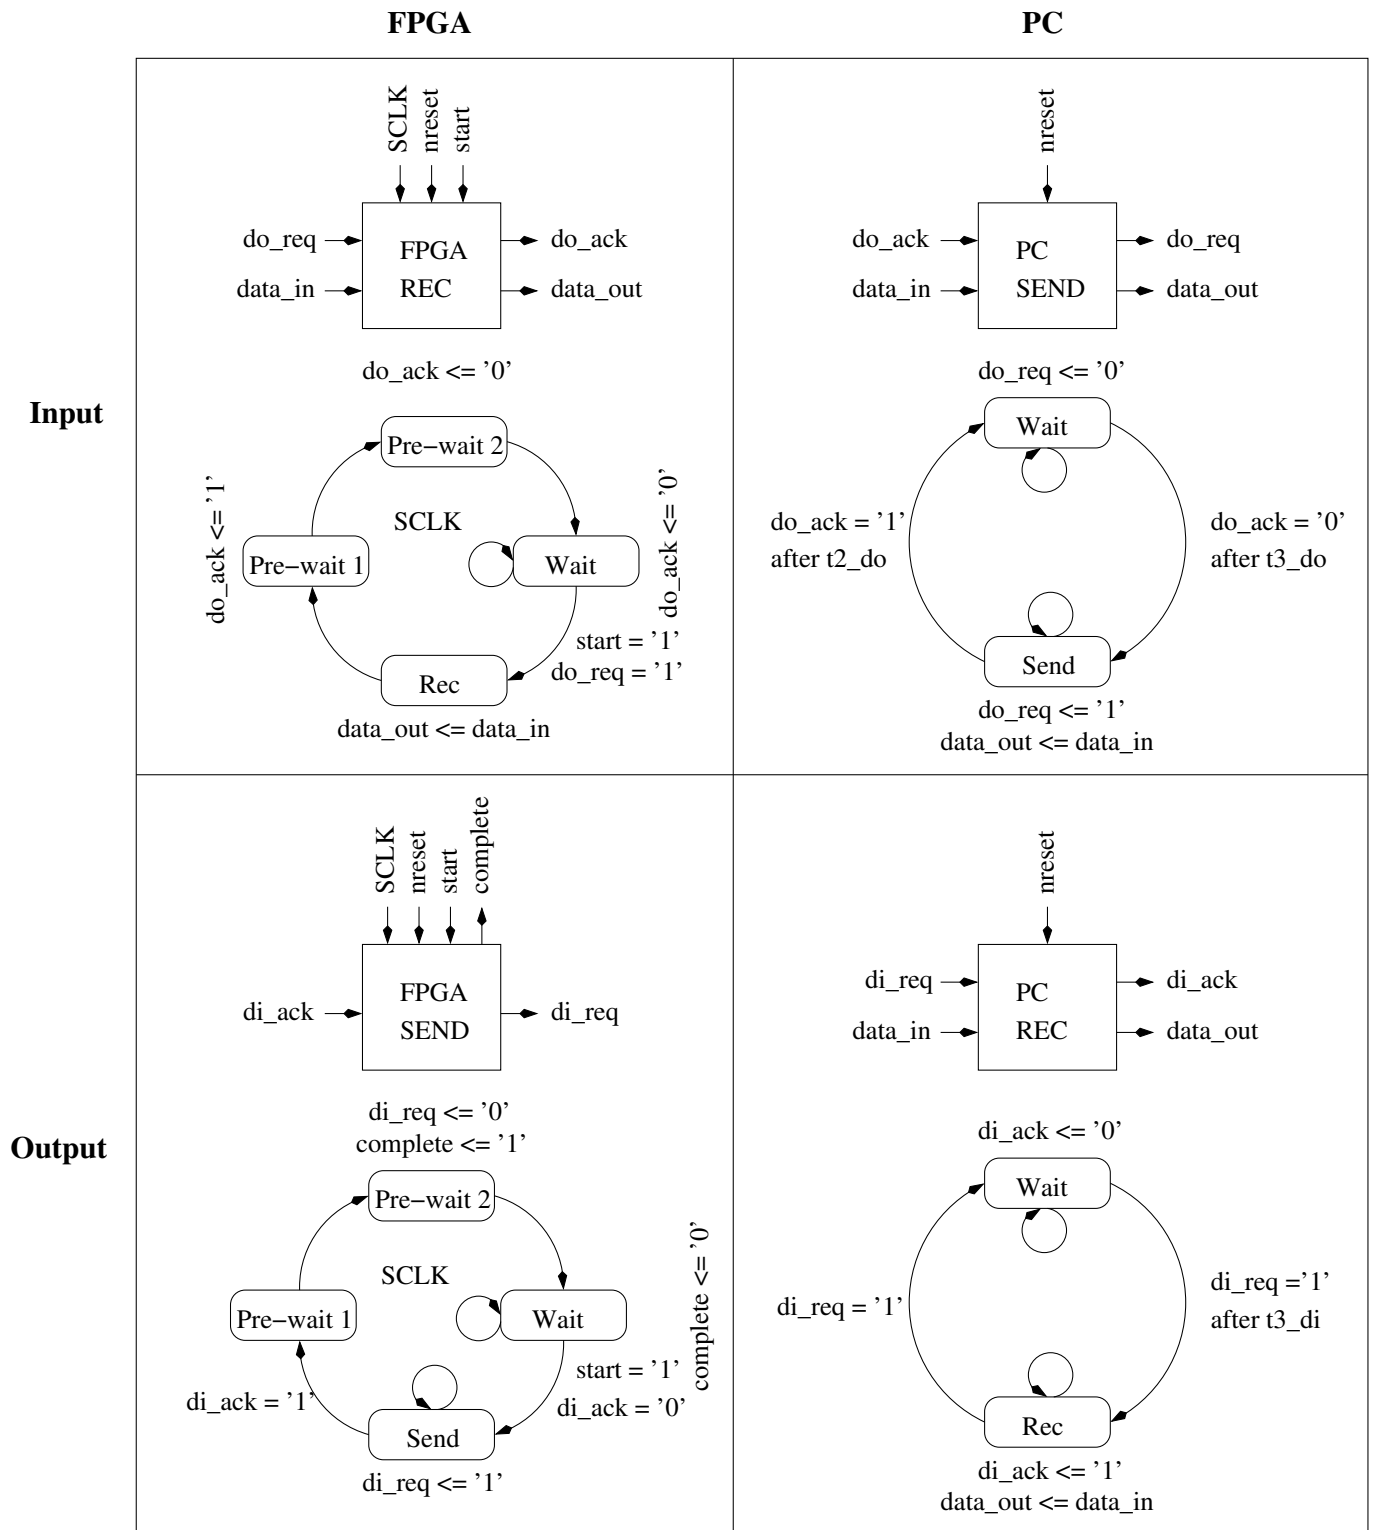 FPGA
PC
Input
SCLK
nreset
start
do_req
data_in
FPGA
REC
do_ack
data_out
do_ack <= '0'
Pre−wait 2
do_ack <= '1'
SCLK
do_ack <= '0'
Pre−wait 1
Wait
start = '1'
do_req = '1'
Rec
data_out <= data_in
nreset
do_ack
data_in
PC
SEND
do_req
data_out
do_req <= '0'
Wait
do_ack = '1'
after t2_do
do_ack = '0'
after t3_do
Send
do_req <= '1'
data_out <= data_in
Output
SCLK
nreset
start
complete
di_ack
FPGA
SEND
di_req
di_req <= '0'
complete <= '1'
Pre−wait 2
SCLK
complete <= '0'
Pre−wait 1
Wait
start = '1'
di_ack = '0'
di_ack = '1'
Send
di_req <= '1'
nreset
di_req
data_in
PC
REC
di_ack
data_out
di_ack <= '0'
Wait
di_req = '1'
di_req ='1'
after t3_di
Rec
di_ack <= '1'
data_out <= data_in